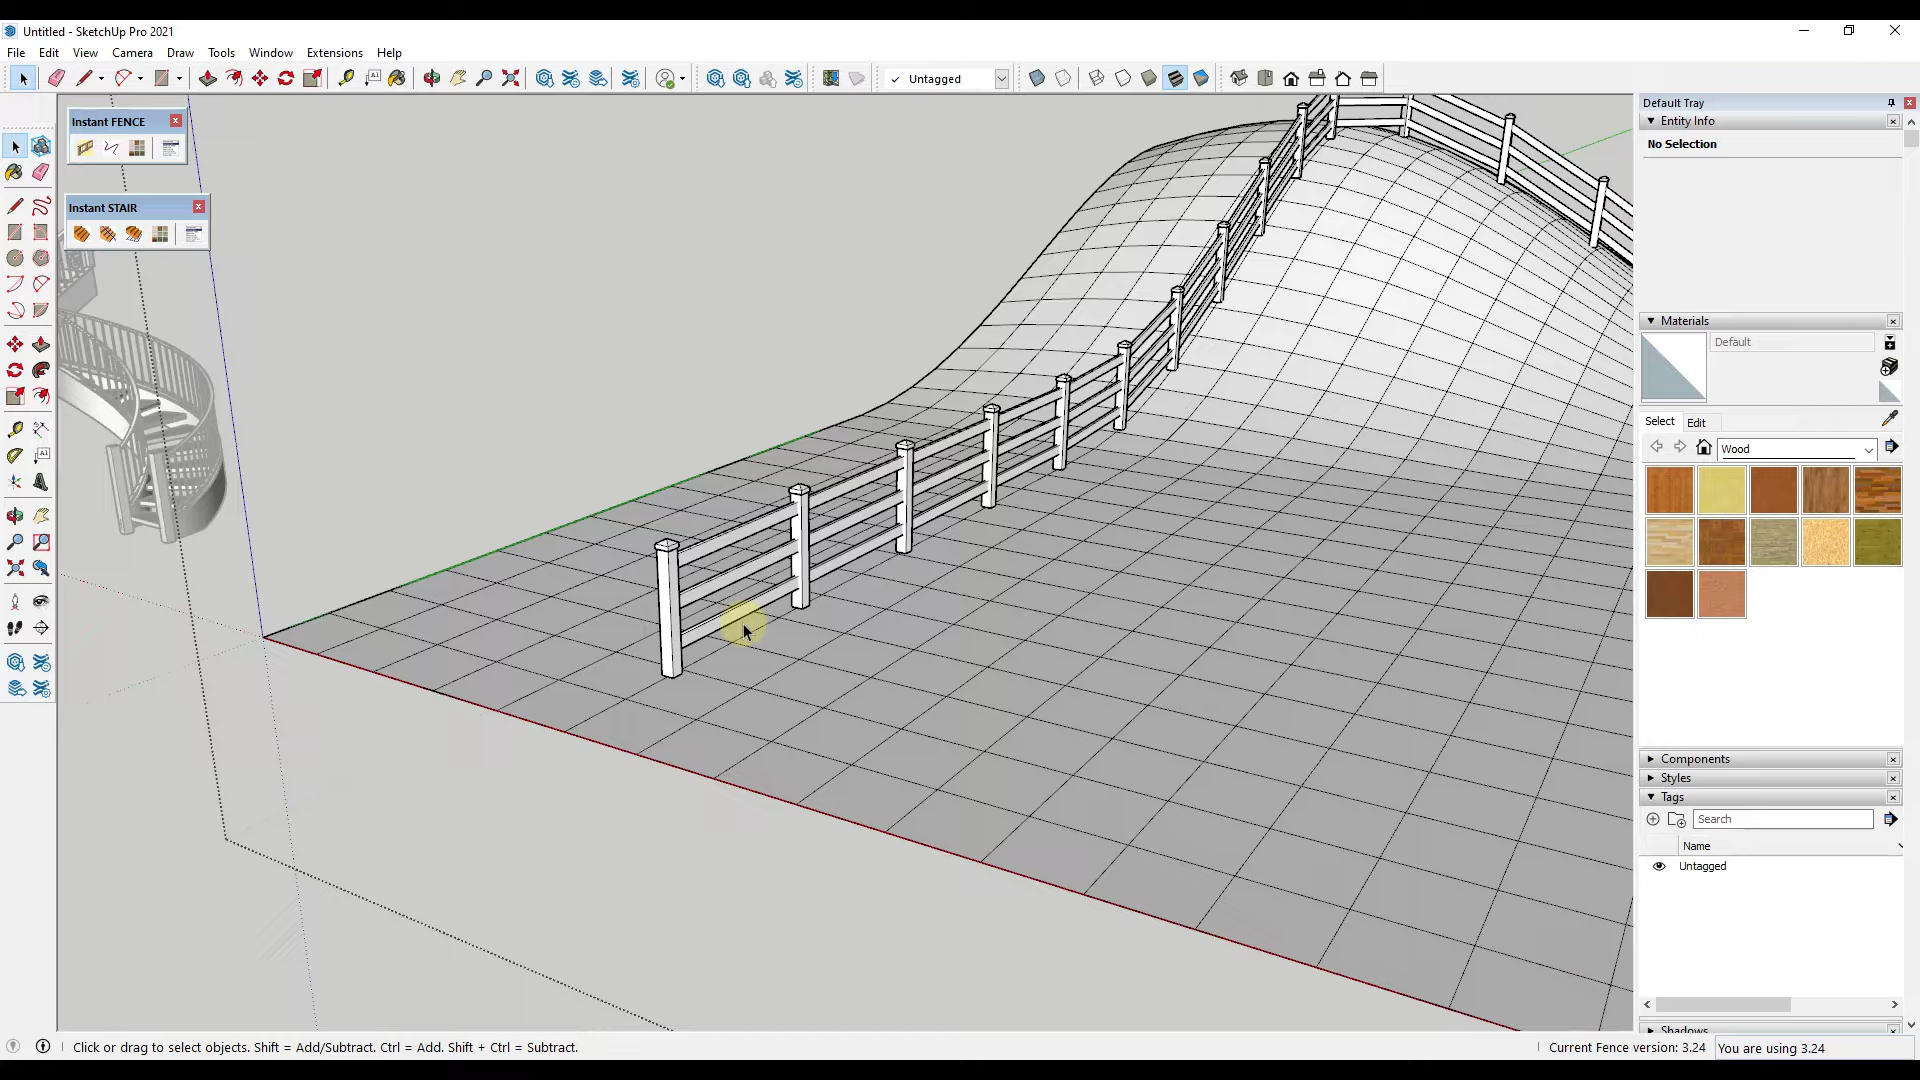 Untitled - SketchUp Pro 2021
File Edit View Camera Draw Tools Window Extensions Help
A1
✓ Untagged
Default Tray
Instant FENCE
Entity Info
No Selection
Instant STAIR
Materials
Default
Select Edit
A1
Wood
Components
Styles
Tags
Search
Name
Untagged
Shadows
Click or drag to select objects. Shift = Add/Subtract. Ctrl = Add. Shift + Ctrl = Subtract.
Current Fence version: 3.24
You are using 3.24